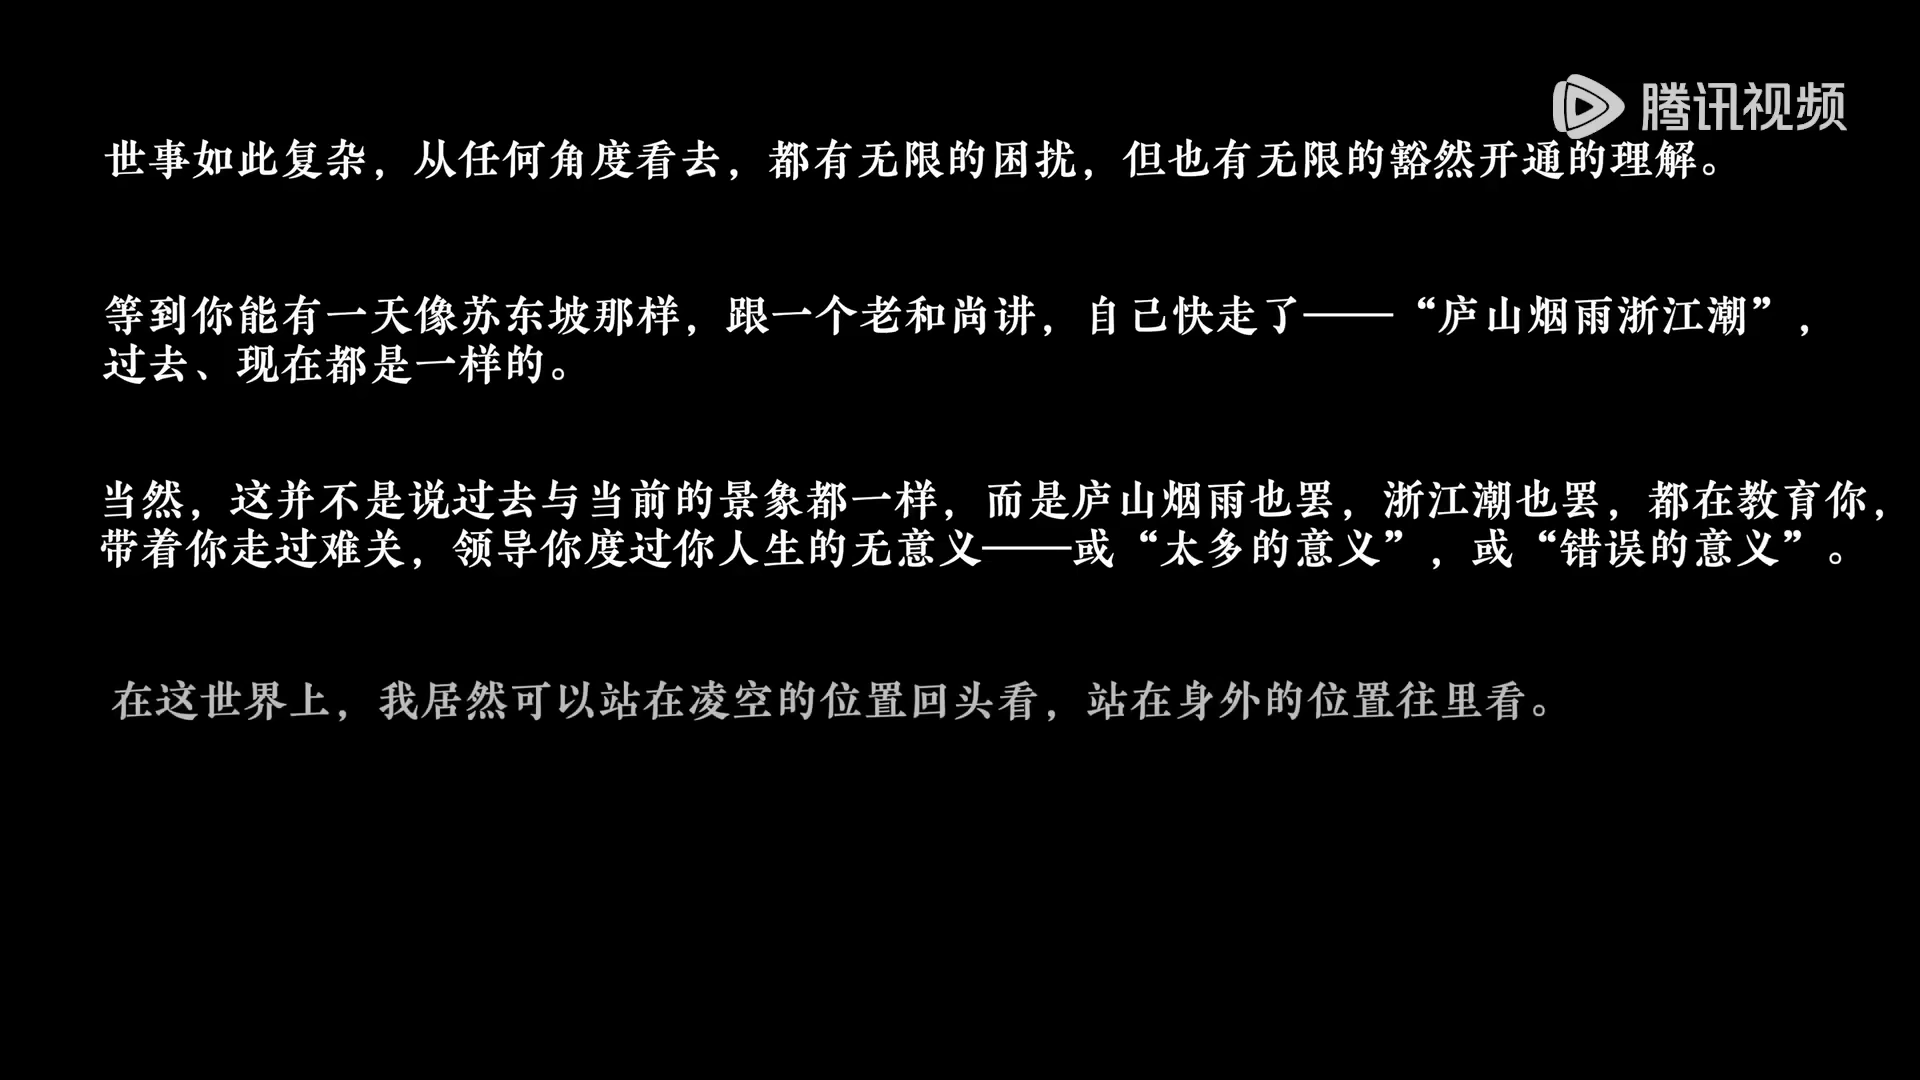 腾讯视频
世事如此复杂，从任何角度看去，都有无限的困扰，但也有无限的豁然开通的理解。
等到你能有一天像苏东坡那样，跟一个老和尚讲，自己快走了——“庐山烟雨浙江潮”，
过去、现在都是一样的。
当然，这并不是说过去与当前的景象都一样，而是庐山烟雨也罢，浙江潮也罢，都在教育你，
带着你走过难关，领导你度过你人生的无意义——或“太多的意义”，或“错误的意义”。
在这世界上，我居然可以站在凌空的位置回头看，站在身外的位置往里看。